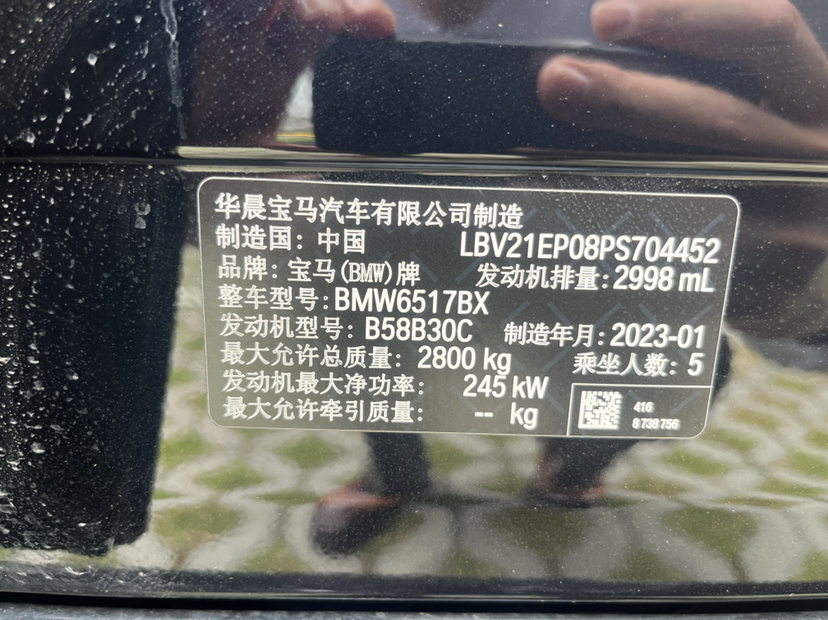 华晨宝马汽车有限公司制造
制造国: 中国 LBV21EP08PS704452
品牌: 宝马(BMW)牌 发动机排量: 2998 mL
整车型号: BMW6517BX
发动机型号: B58B30C 制造年月: 2023-01
最大允许总质量: 2800 kg 乘坐人数: 5
发动机最大净功率: 245 kW
最大允许牵引质量: -- kg
416
8 738 756